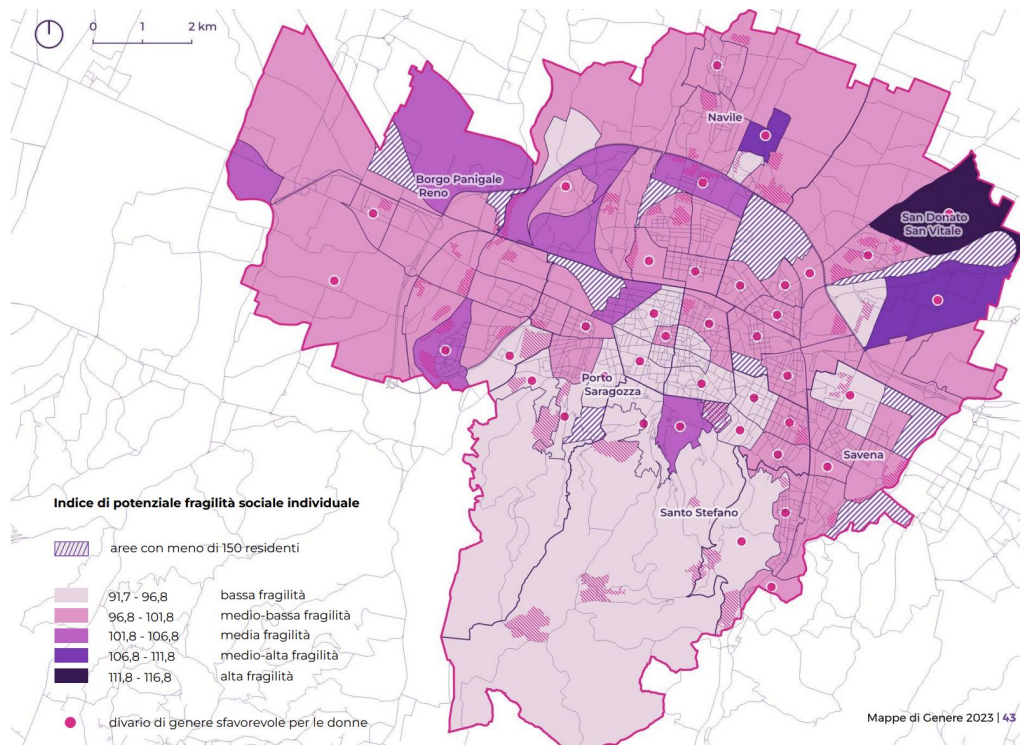 0 1 2 km
Navile
Borgo Panigale
Reno
San Donato
San Vitale
Porto
Saragozza
Savena
Santo Stefano
Indice di potenziale fragilità sociale individuale
aree con meno di 150 residenti
91,7 - 96,8 bassa fragilità
96,8 - 101,8 medio-bassa fragilità
101,8 - 106,8 media fragilità
106,8 - 111,8 medio-alta fragilità
111,8 - 116,8 alta fragilità
divario di genere sfavorevole per le donne
Mappe di Genere 2023 | 43